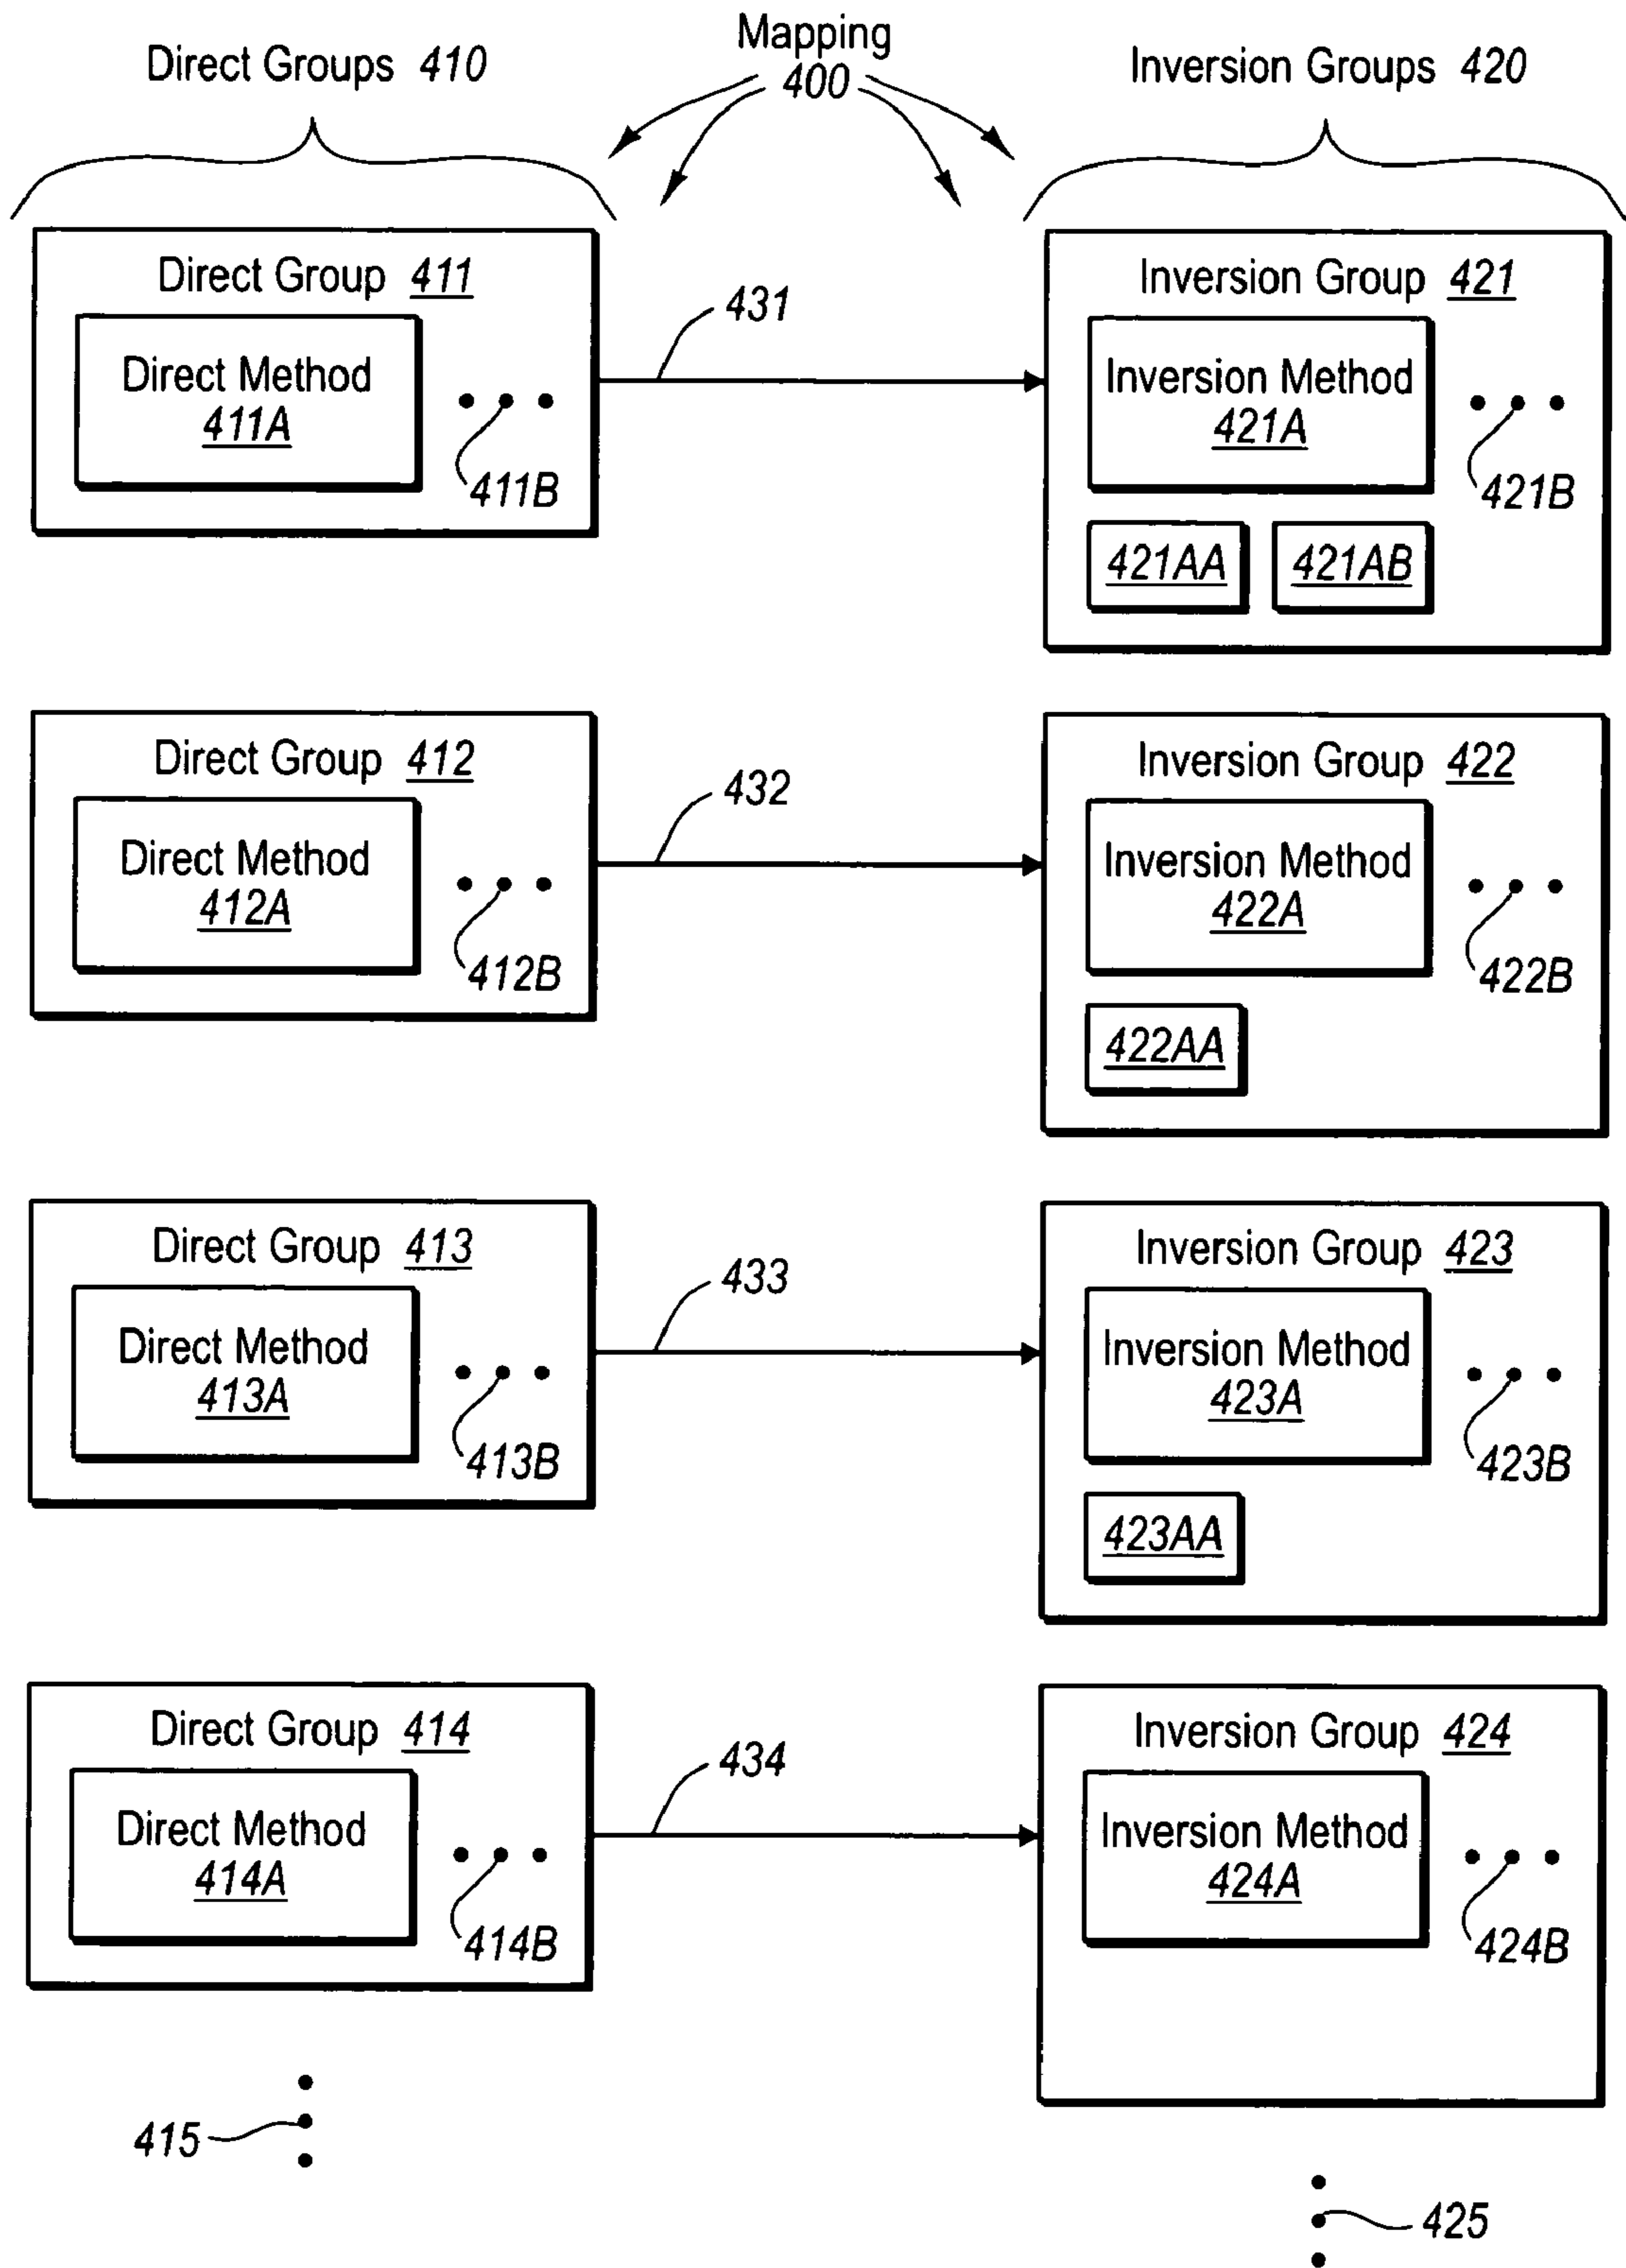 Mapping
400
Direct Groups 410
Inversion Groups 420
Direct Group 411
Direct Method
411A
411B
431
Inversion Group 421
Inversion Method
421A
421B
421AA
421AB
Direct Group 412
Direct Method
412A
412B
432
Inversion Group 422
Inversion Method
422A
422B
422AA
Direct Group 413
Direct Method
413A
413B
433
Inversion Group 423
Inversion Method
423A
423B
423AA
Direct Group 414
Direct Method
414A
414B
434
Inversion Group 424
Inversion Method
424A
424B
415
425